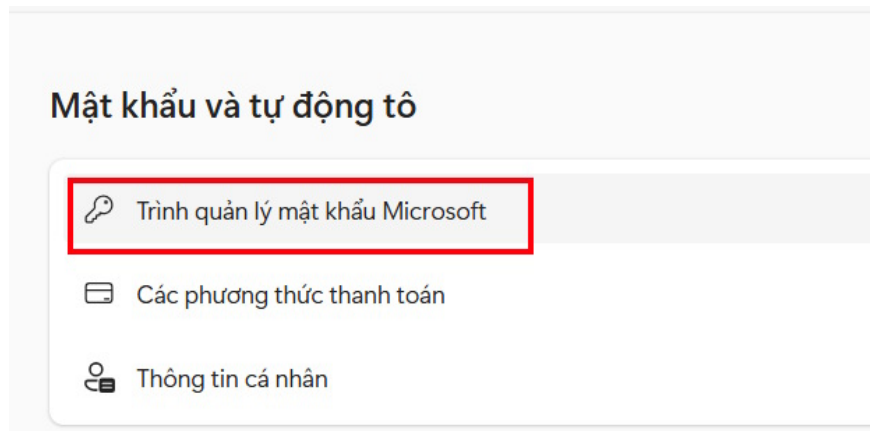 Mật khẩu và tự động tô
Trình quản lý mật khẩu Microsoft
Các phương thức thanh toán
Thông tin cá nhân